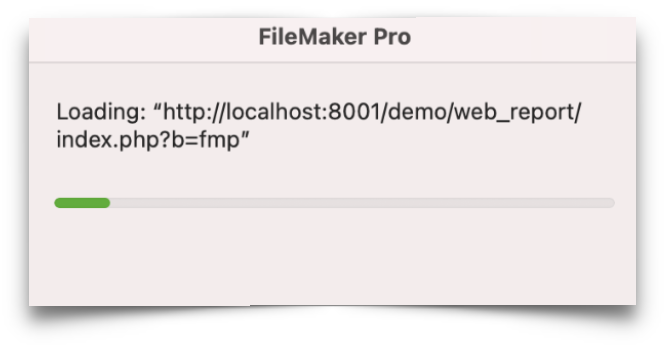 FileMaker Pro
Loading: “http://localhost:8001/demo/web_report/
index.php?b=fmp”